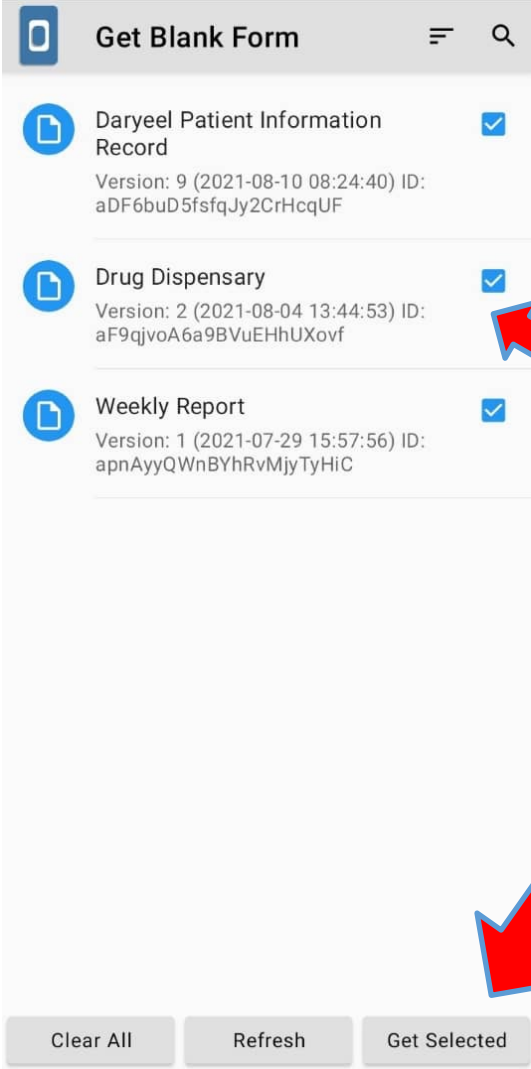 Get Blank Form
Daryeel Patient Information
Record
Version: 9 (2021-08-10 08:24:40) ID:
aDF6buD5fsfqJy2CrHcqUF
Drug Dispensary
Version: 2 (2021-08-04 13:44:53) ID:
aF9qjvoA6a9BVuEHhUXovf
Weekly Report
Version: 1 (2021-07-29 15:57:56) ID:
apnAyyQWnBYhRvMjyTyHiC
Clear All
Refresh
Get Selected